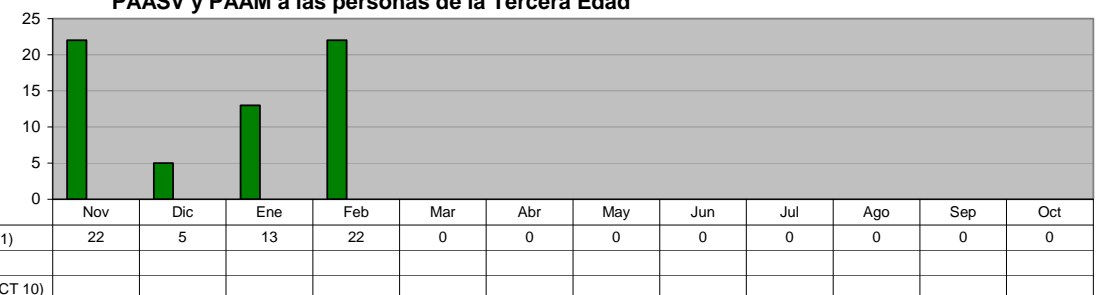 PAASV y PAAM a las personas de la Tercera Edad
25
20
15
10
5
0
Nov Dic Ene Feb Mar Abr May Jun Jul Ago Sep Oct
1) 22 5 13 22 0 0 0 0 0 0 0 0
CT 10)